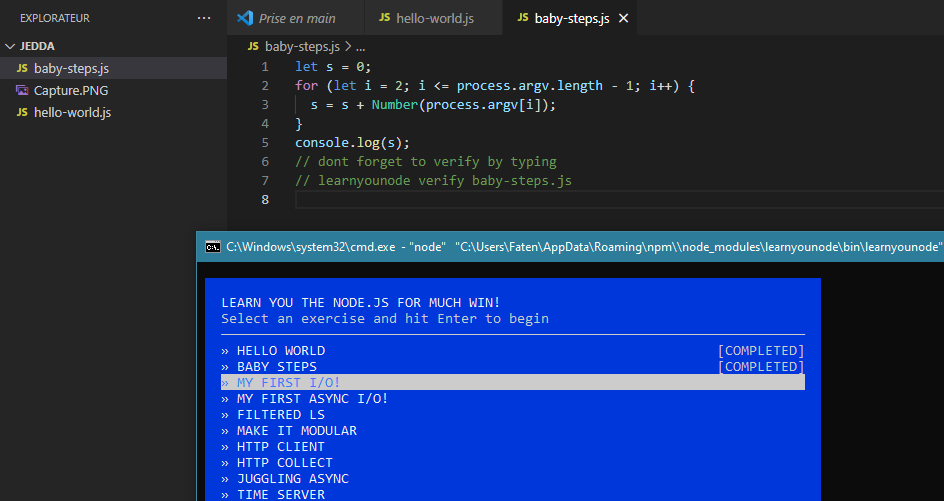 EXPLORATEUR ···
JS Prise en main
JS hello-world.js
JS baby-steps.js ×
JEDDA
JS baby-steps.js
Capture.PNG
JS hello-world.js
JS baby-steps.js > ...
1 let s = 0;
2 for (let i = 2; i <= process.argv.length - 1; i++) {
3 s = s + Number(process.argv[i]);
4 }
5 console.log(s);
6 // dont forget to verify by typing
7 // learnyounode verify baby-steps.js
8
C:\Windows\system32\cmd.exe - "node" "C:\Users\Faten\AppData\Roaming\npm\\node_modules\learnyounode\bin\learnyounode"
LEARN YOU THE NODE.JS FOR MUCH WIN!
Select an exercise and hit Enter to begin
» HELLO WORLD [COMPLETED]
» BABY STEPS [COMPLETED]
» MY FIRST I/O!
» MY FIRST ASYNC I/O!
» FILTERED LS
» MAKE IT MODULAR
» HTTP CLIENT
» HTTP COLLECT
» JUGGLING ASYNC
» TIME SERVER